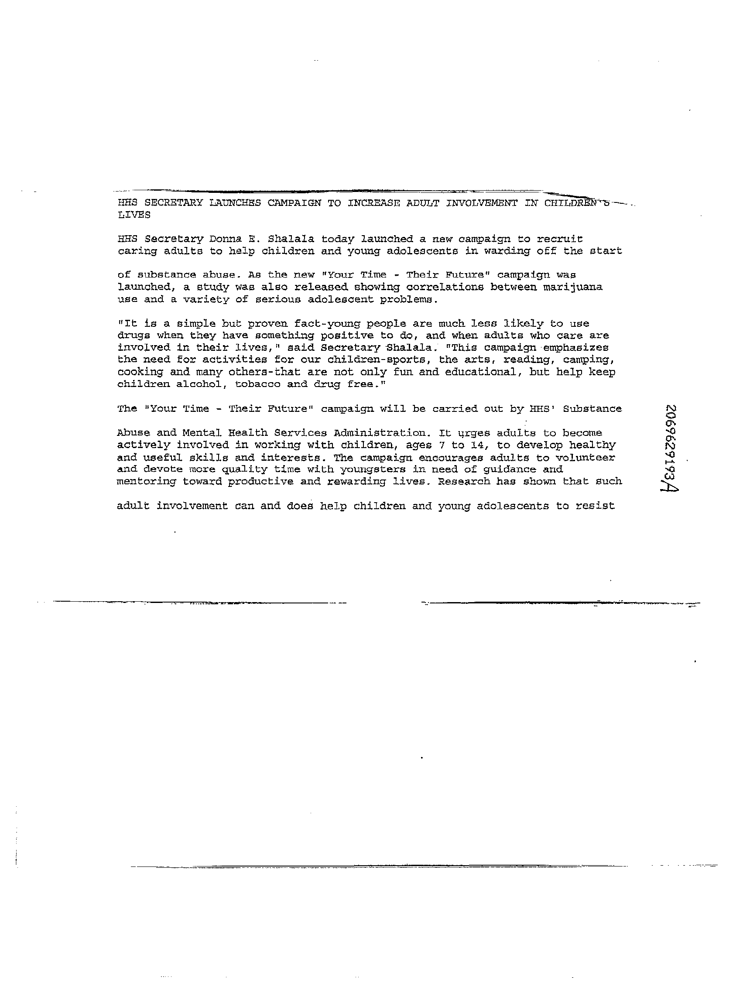 HHS SECRETARY LAUNCHES CAMPAIGN TO INCREASE ADULT INVOLVEMENT IN CHILDREN'S
LIVES
HHS Secretary Donna E. Shalala today launched a new campaign to recruit
caring adults to help children and young adolescents in warding off the start
of substance abuse. As the new "Your Time - Their Future" campaign was
launched, a study was also released showing correlations between marijuana
use and a variety of serious adolescent problems.
"It is a simple but proven fact-young people are much less likely to use
drugs when they have something positive to do, and when adults who care are
involved in their lives," said Secretary Shalala. "This campaign emphasizes
the need for activities for our children-sports, the arts, reading, camping,
cooking and many others-that are not only fun and educational, but help keep
children alcohol, tobacco and drug free."
The "Your Time - Their Future" campaign will be carried out by HHS' Substance
Abuse and Mental Health Services Administration. It urges adults to become
actively involved in working with children, ages 7 to 14, to develop healthy
and useful skills and interests. The campaign encourages adults to volunteer
and devote more quality time with youngsters in need of guidance and
mentoring toward productive and rewarding lives. Research has shown that such
adult involvement can and does help children and young adolescents to resist
2069629193A